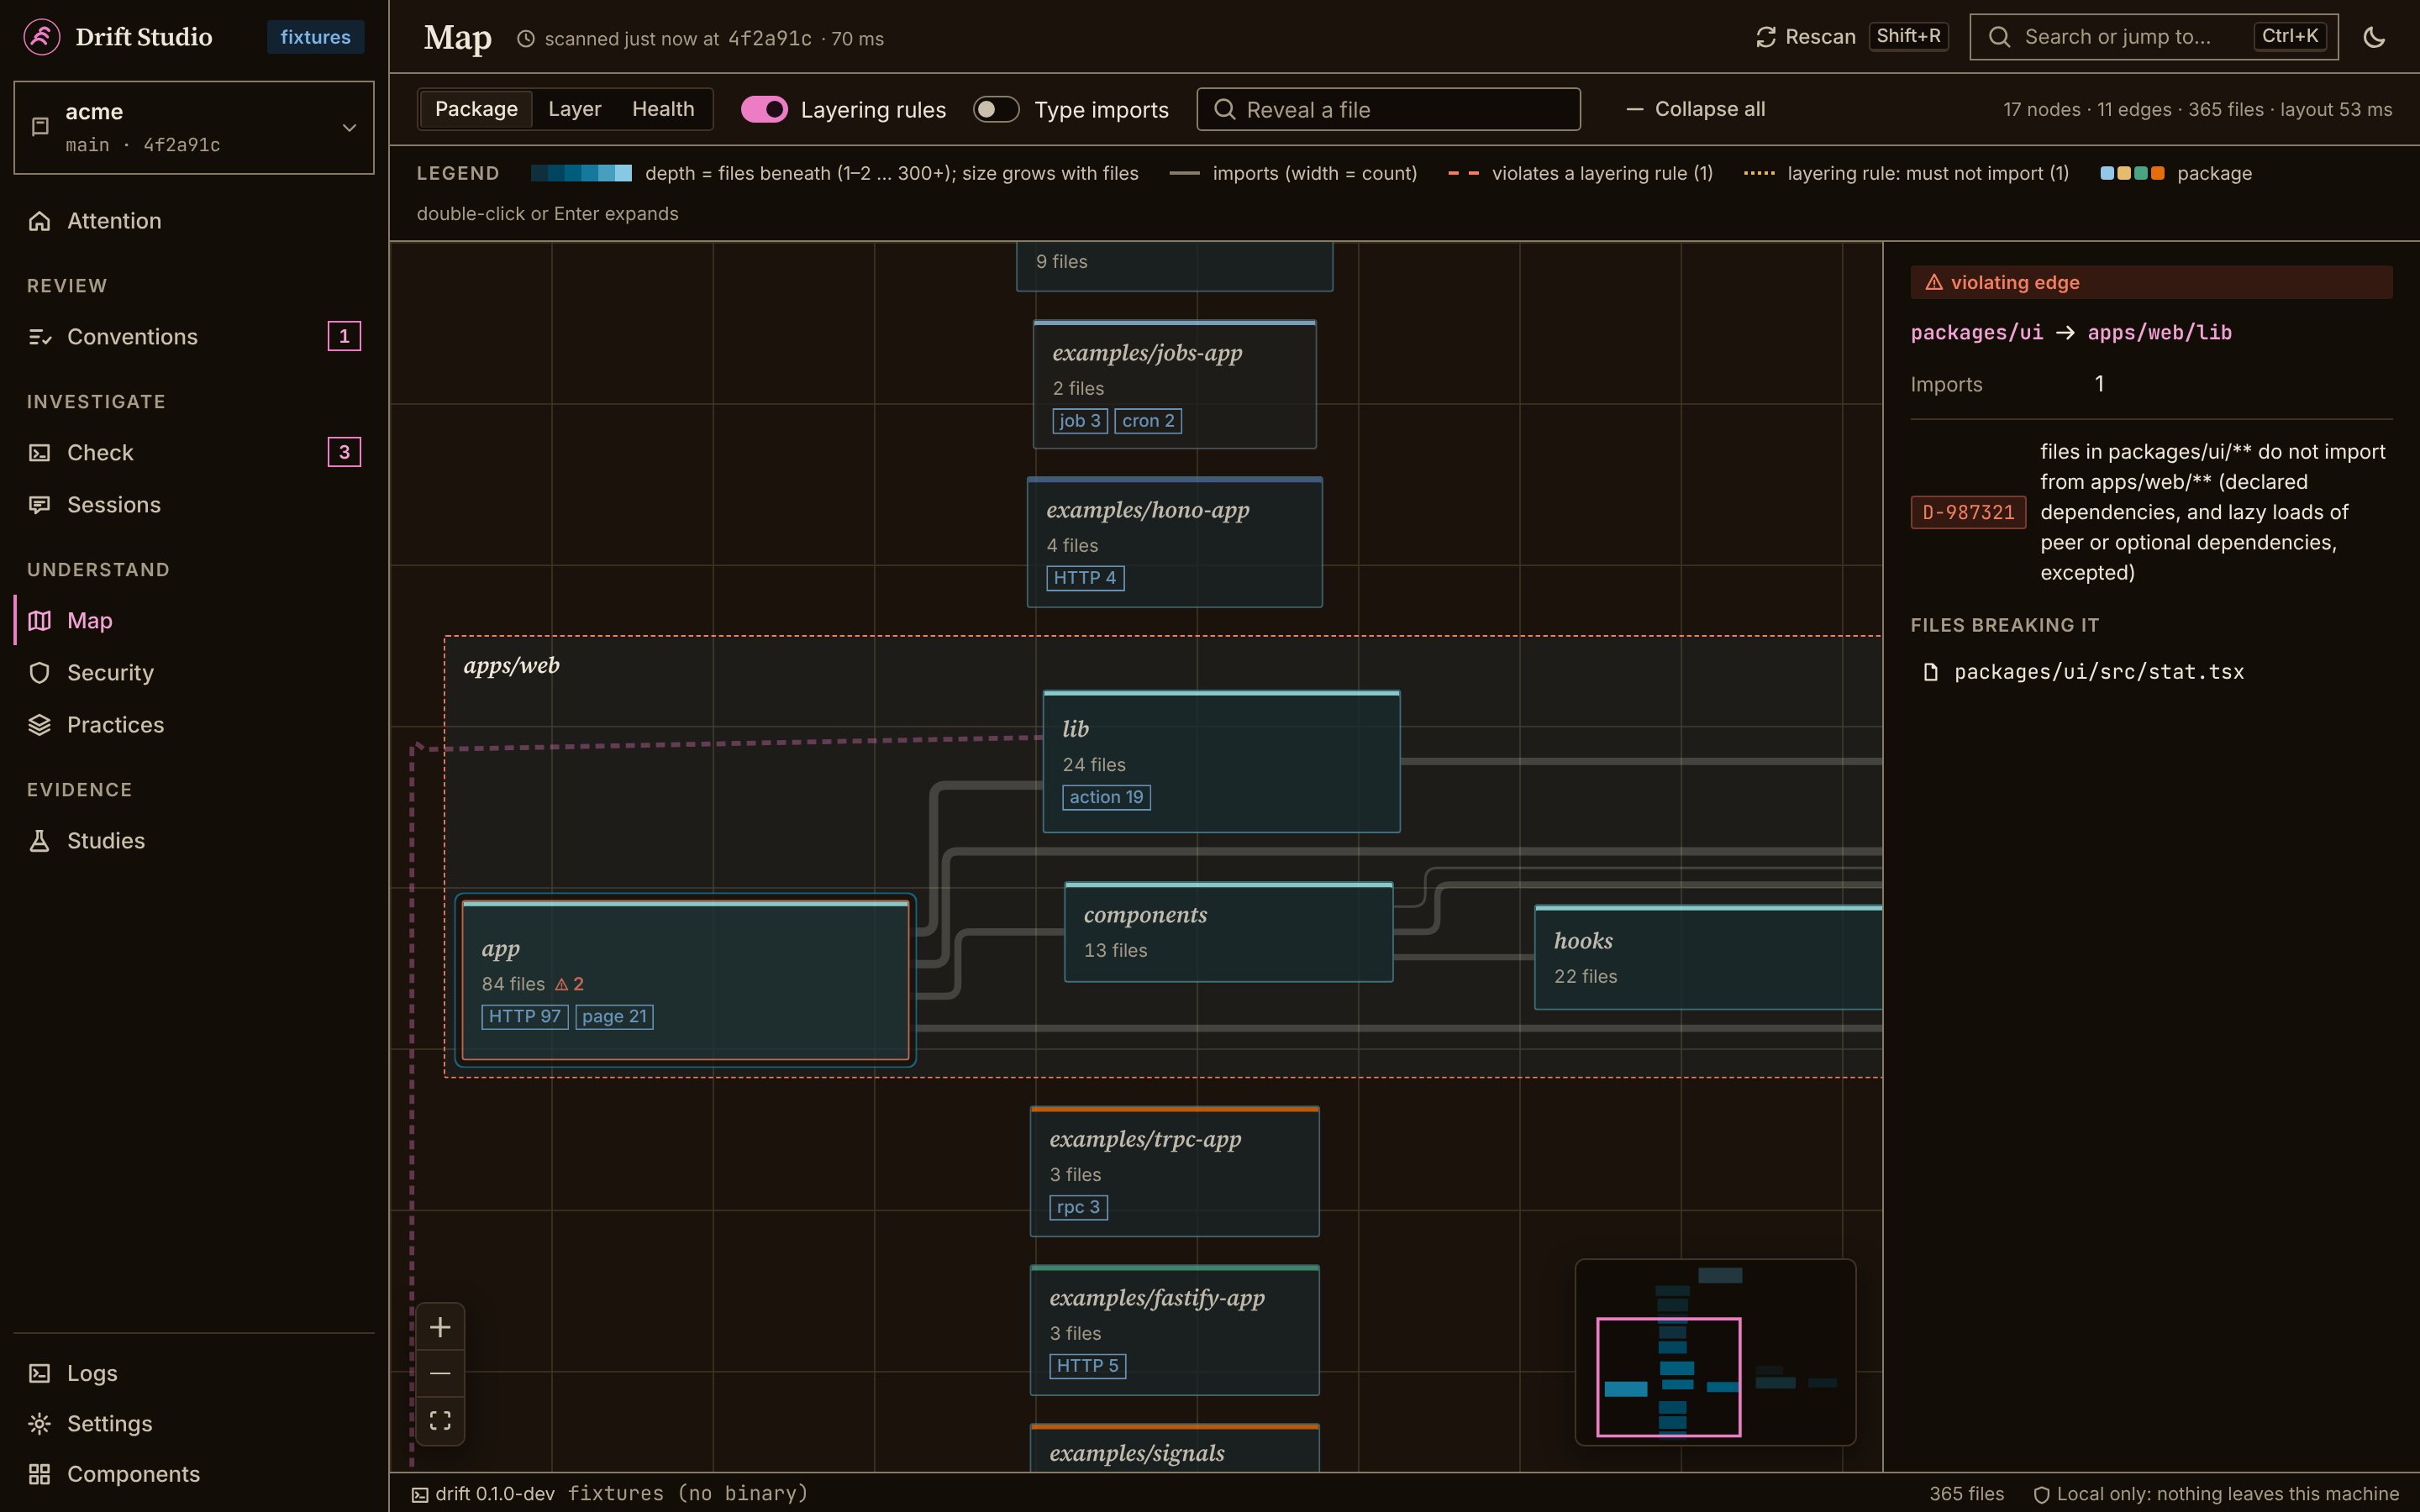 Drift Studio
fixtures
acme
main · 4f2a91c
Attention
REVIEW
Conventions
1
INVESTIGATE
Check
3
Sessions
UNDERSTAND
Map
Security
Practices
EVIDENCE
Studies
Logs
Settings
Components
Map
scanned just now at 4f2a91c · 70 ms
Rescan
Shift+R
Search or jump to...
Ctrl+K
Package
Layer
Health
Layering rules
Type imports
Reveal a file
Collapse all
17 nodes · 11 edges · 365 files · layout 53 ms
LEGEND
depth = files beneath (1–2 ... 300+); size grows with files
imports (width = count)
violates a layering rule (1)
layering rule: must not import (1)
package
double-click or Enter expands
9 files
examples/jobs-app
2 files
job 3
cron 2
examples/hono-app
4 files
HTTP 4
apps/web
lib
24 files
action 19
components
13 files
hooks
22 files
app
84 files
2
HTTP 97
page 21
examples/trpc-app
3 files
rpc 3
examples/fastify-app
3 files
HTTP 5
examples/signals
violating edge
packages/ui → apps/web/lib
Imports
1
D-987321
files in packages/ui/** do not import
from apps/web/** (declared
dependencies, and lazy loads of
peer or optional dependencies,
excepted)
FILES BREAKING IT
packages/ui/src/stat.tsx
drift 0.1.0-dev
fixtures (no binary)
365 files
Local only: nothing leaves this machine